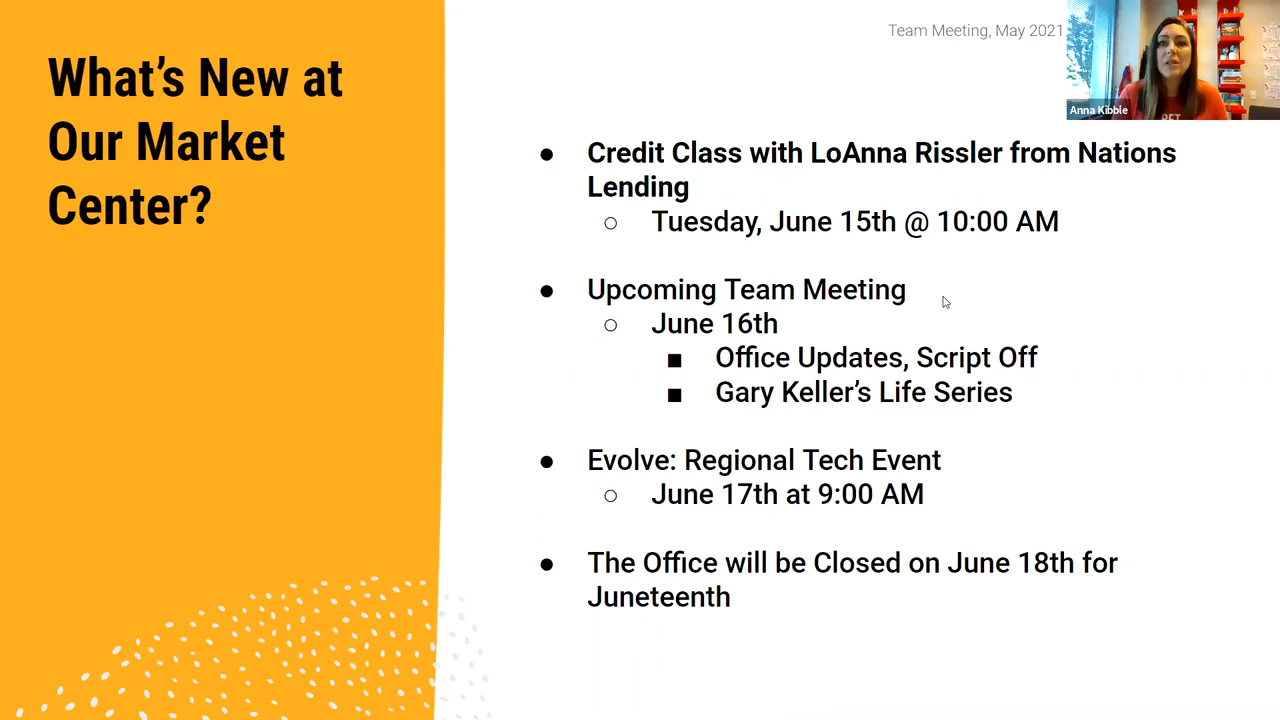 What's New at
Our Market
Center?
Team Meeting, May 2021
Anna Kibble
● Credit Class with LoAnna Rissler from Nations
Lending
○ Tuesday, June 15th @ 10:00 AM
● Upcoming Team Meeting
○ June 16th
■ Office Updates, Script Off
■ Gary Keller's Life Series
● Evolve: Regional Tech Event
○ June 17th at 9:00 AM
● The Office will be Closed on June 18th for
Juneteenth